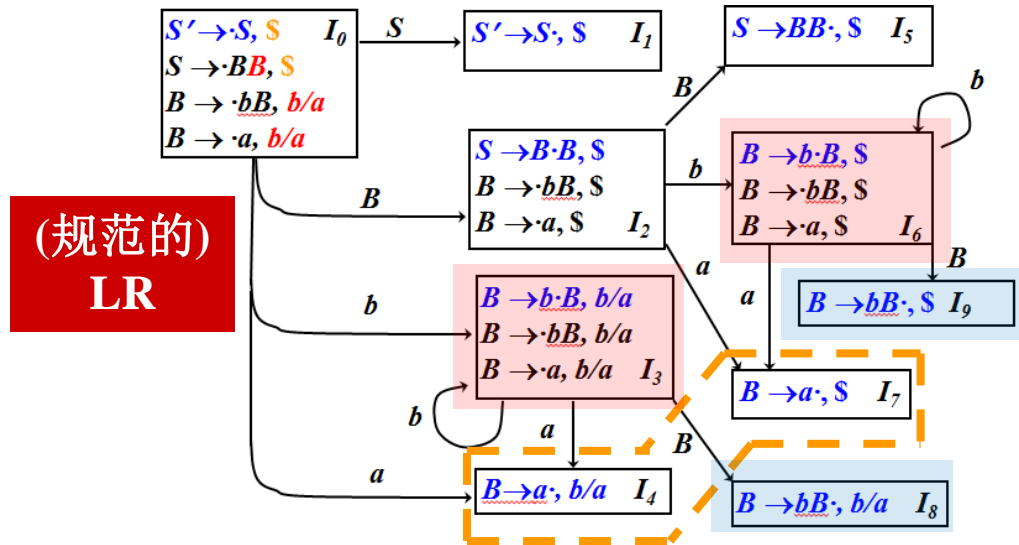 S′→·S, $ I0
S→·BB, $
B→·bB, b/a
B→·a, b/a
S
S′→S·, $ I1
S→BB·, $ I5
B
b
S→B·B, $
B→·bB, $
B→·a, $ I2
b
B→b·B, $
B→·bB, $
B→·a, $ I6
B
(规范的)
LR
a
a
B
B→bB·, $ I9
b
B→b·B, b/a
B→·bB, b/a
B→·a, b/a I3
B→a·, $ I7
b
a
B
a
B→a·, b/a I4
B→bB·, b/a I8